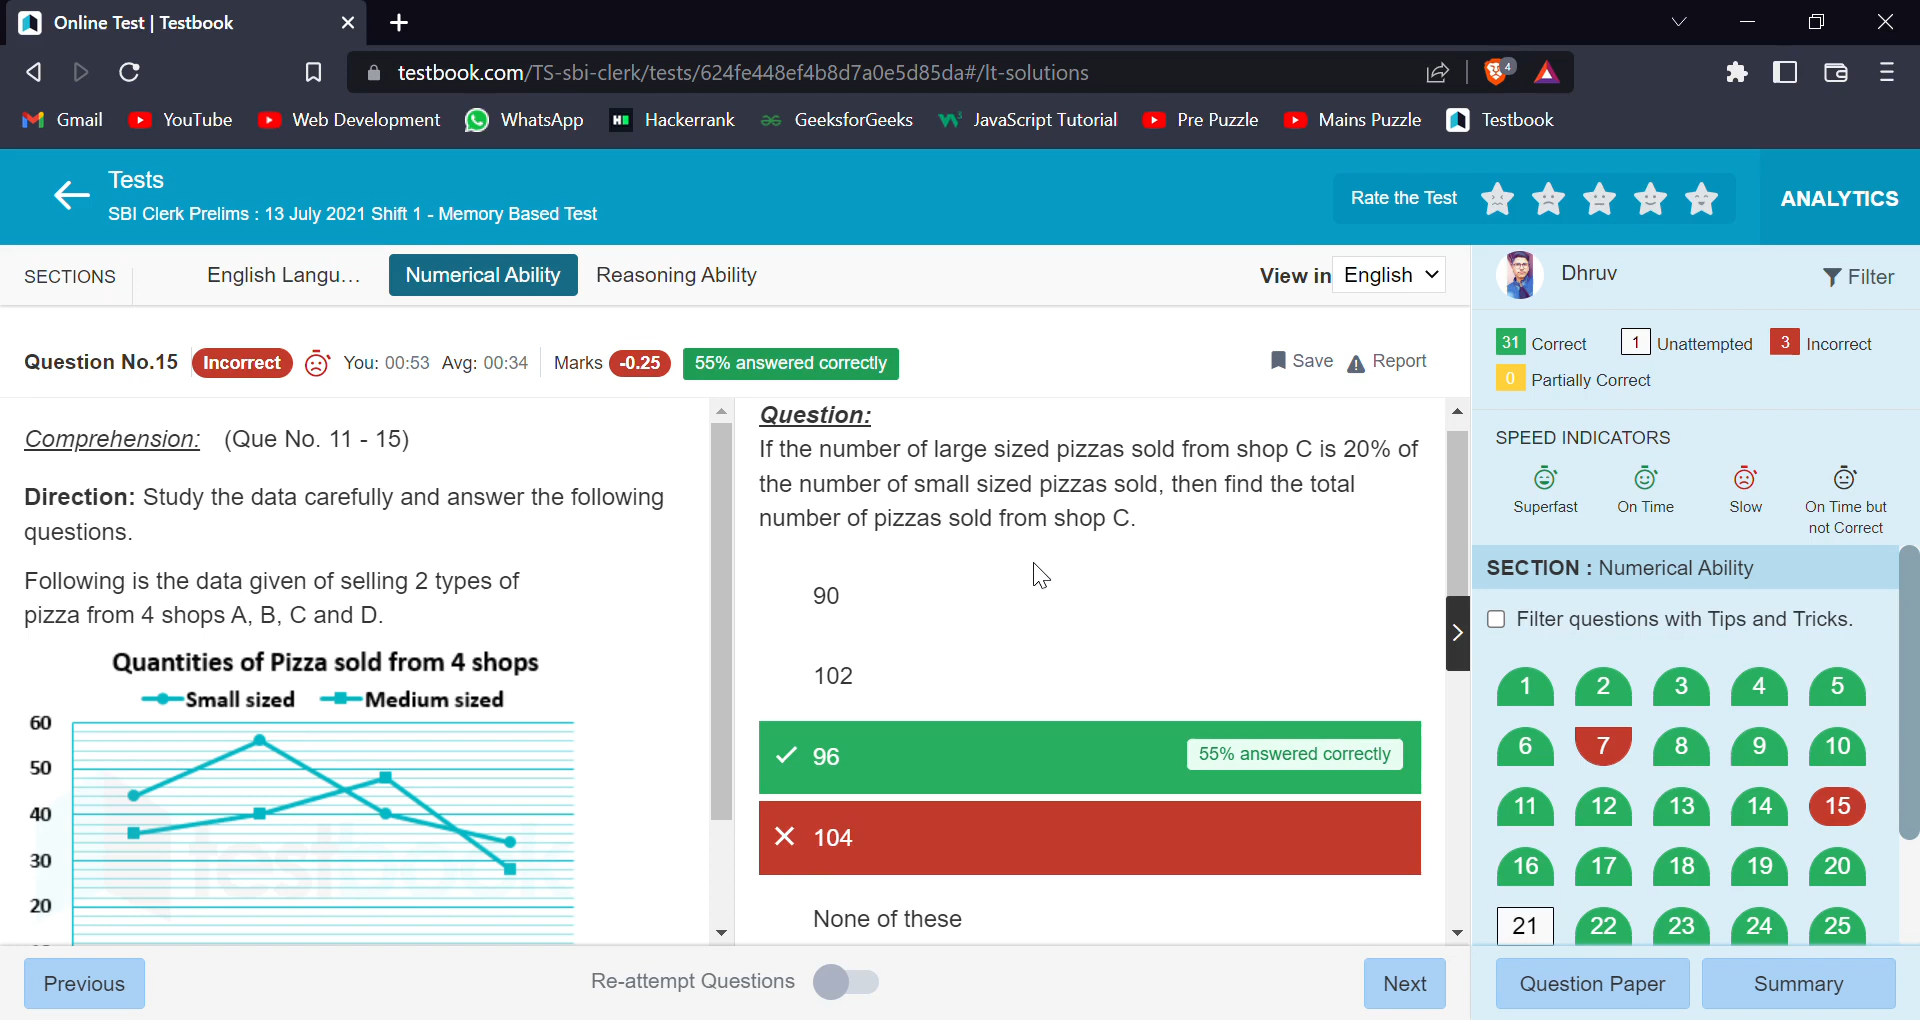 Online Test | Testbook
testbook.com/TS-sbi-clerk/tests/624fe448ef4b8d7a0e5d85da#/lt-solutions
4
Gmail YouTube Web Development WhatsApp Hackerrank GeeksforGeeks JavaScript Tutorial Pre Puzzle Mains Puzzle Testbook
Tests
SBI Clerk Prelims : 13 July 2021 Shift 1 - Memory Based Test
Rate the Test
ANALYTICS
SECTIONS English Langu... Numerical Ability Reasoning Ability View in English
Question No.15 Incorrect You: 00:53 Avg: 00:34 Marks -0.25 55% answered correctly Save Report
Comprehension: (Que No. 11 - 15)
Direction: Study the data carefully and answer the following
questions.
Following is the data given of selling 2 types of
pizza from 4 shops A, B, C and D.
Quantities of Pizza sold from 4 shops
Small sized Medium sized
60
50
40
30
20
testbook
Question:
If the number of large sized pizzas sold from shop C is 20% of
the number of small sized pizzas sold, then find the total
number of pizzas sold from shop C.
90
102
96 55% answered correctly
104
None of these
Dhruv Filter
31 Correct 1 Unattempted 3 Incorrect
0 Partially Correct
SPEED INDICATORS
Superfast On Time Slow On Time but
not Correct
SECTION : Numerical Ability
Filter questions with Tips and Tricks.
1 2 3 4 5
6 7 8 9 10
11 12 13 14 15
16 17 18 19 20
21 22 23 24 25
Previous Re-attempt Questions Next Question Paper Summary